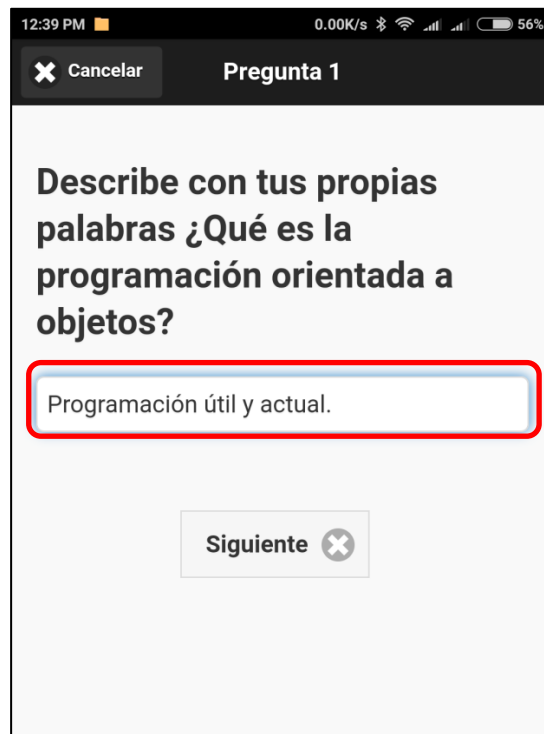 12:39 PM 0.00K/s 56%
Cancelar Pregunta 1
Describe con tus propias
palabras ¿Qué es la
programación orientada a
objetos?
Programación útil y actual.
Siguiente